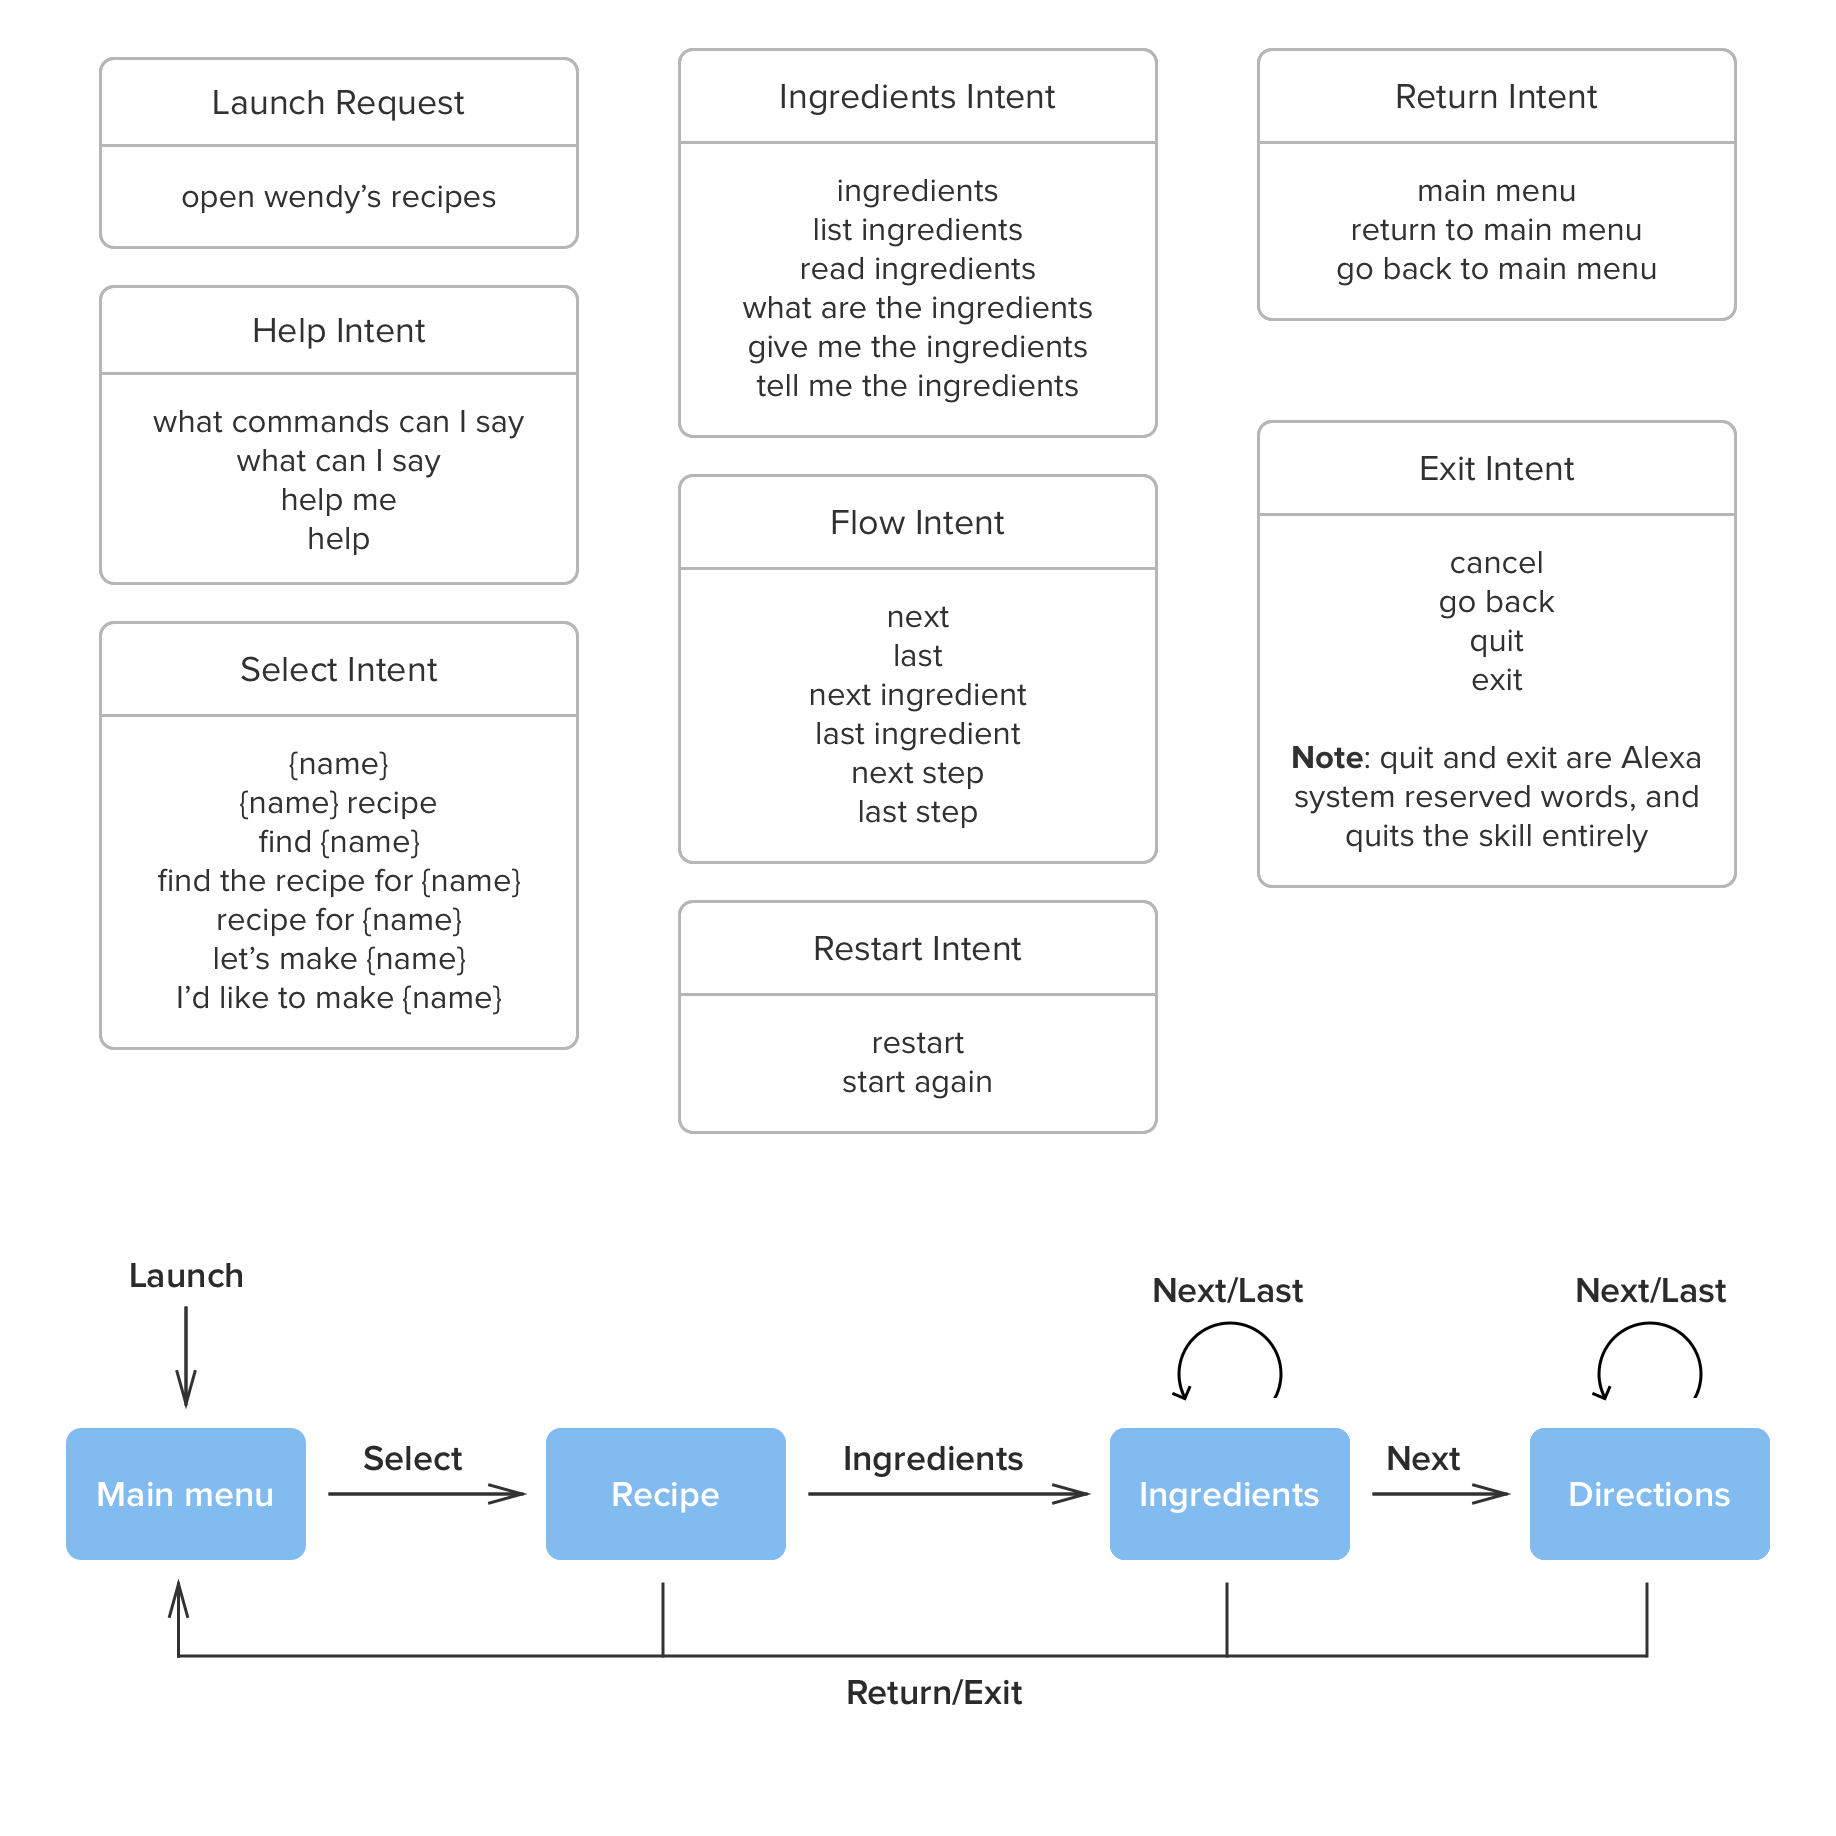 Launch Request
open wendy’s recipes
Help Intent
what commands can I say
what can I say
help me
help
Select Intent
{name}
{name} recipe
find {name}
find the recipe for {name}
recipe for {name}
let’s make {name}
I’d like to make {name}
Ingredients Intent
ingredients
list ingredients
read ingredients
what are the ingredients
give me the ingredients
tell me the ingredients
Flow Intent
next
last
next ingredient
last ingredient
next step
last step
Restart Intent
restart
start again
Return Intent
main menu
return to main menu
go back to main menu
Exit Intent
cancel
go back
quit
exit
Note: quit and exit are Alexa
system reserved words, and
quits the skill entirely
Launch
Next/Last
Next/Last
Main menu
Select
Recipe
Ingredients
Ingredients
Next
Directions
Return/Exit